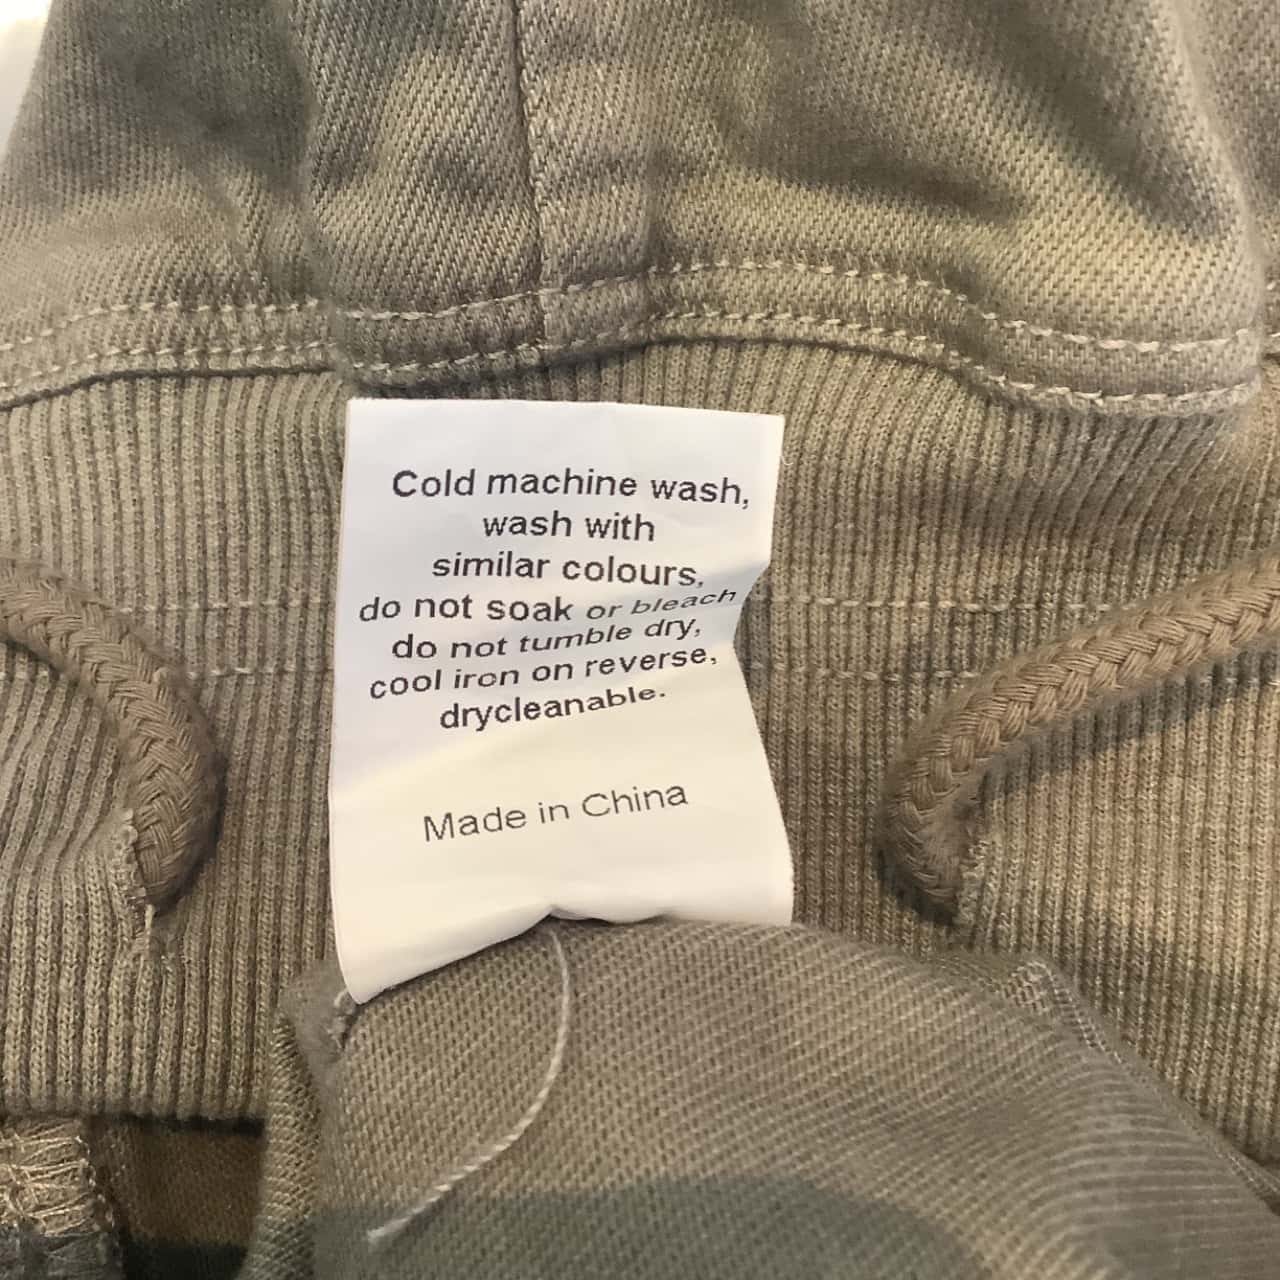 Cold machine wash,
wash with
similar colours,
do not soak or bleach
do not tumble dry,
cool iron on reverse,
drycleanable.
Made in China